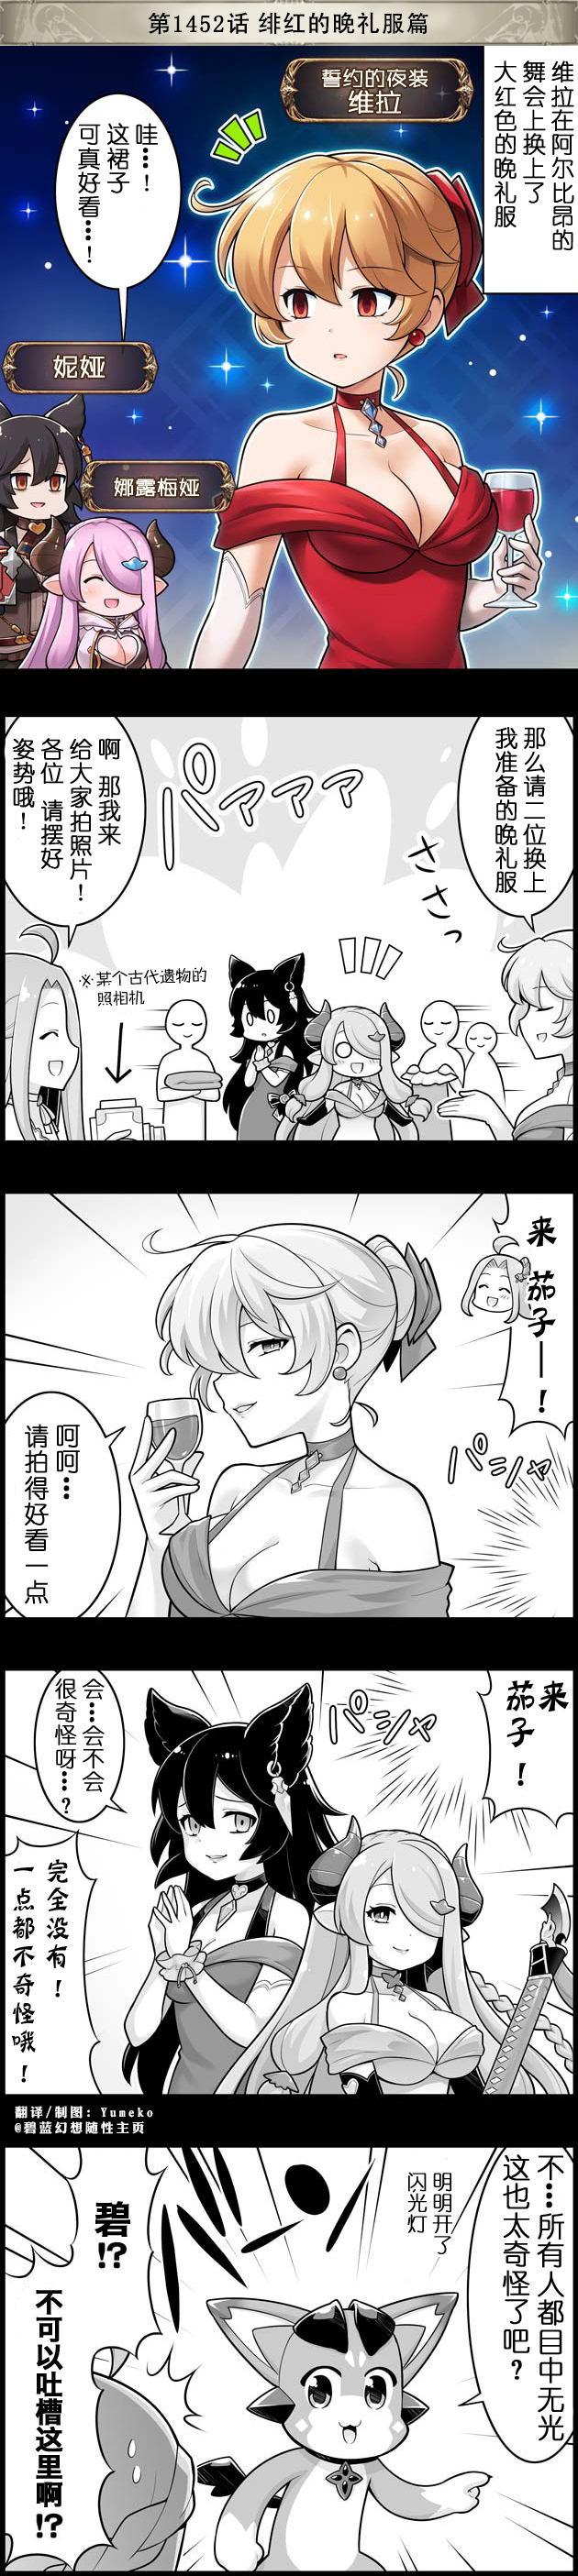 第1452话 绯红的晚礼服篇
维拉在阿尔比昂的
舞会上换上了
大红色的晚礼服
誓约的夜装
维拉
哇…！
这裙子
可真好看…！
妮娅
娜露梅娅
那么请二位换上
我准备的晚礼服
パァアアア
ささっ
啊 那我来
给大家拍照片！
各位 请摆好
姿势哦！
※某个古代遗物的
照相机
来 茄子——！
パシャ
呵呵…
请拍得好看一点
来
茄子！
パシャ
会…会不会
很奇怪呀…？
完全没有！
一点都不奇怪哦！
翻译/制图: Yumeko
@碧蓝幻想随性主页
不…所有人都目中无光
这也太奇怪了吧？
明明开了
闪光灯
碧!?
不可以吐槽这里啊!?